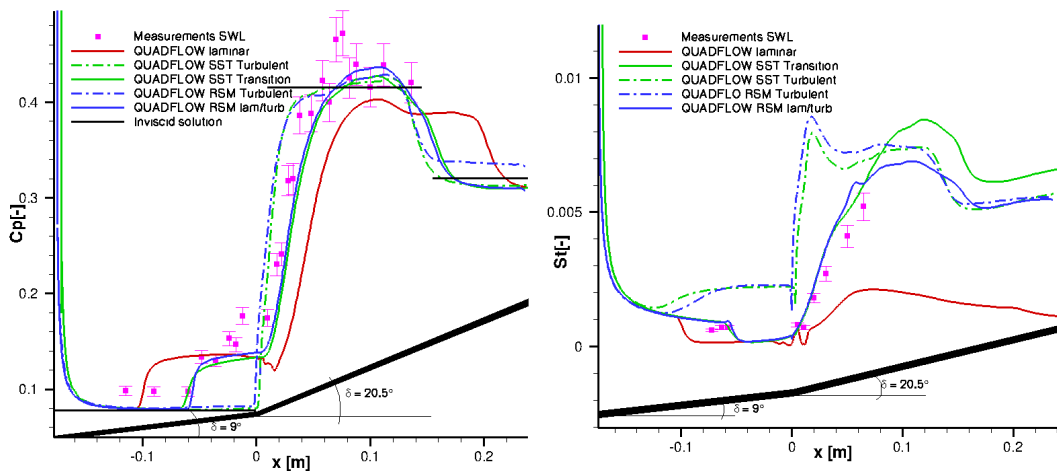 Measurements SWL
QUADFLOW laminar
QUADFLOW SST Turbulent
QUADFLOW SST Transition
QUADFLOW RSM Turbulent
QUADFLOW RSM lam/turb
Inviscid solution
0.4
0.3
0.2
0.1
Cp[-]
δ = 20.5°
δ = 9°
-0.1
0
0.1
0.2
x [m]
Measurements SWL
QUADFLOW laminar
QUADFLOW SST Transition
QUADFLOW SST Turbulent
QUADFLO RSM Turbulent
QUADFLOW RSM lam/turb
0.01
0.005
0
St[-]
δ = 20.5°
δ = 9°
-0.1
0
0.1
0.2
x [m]